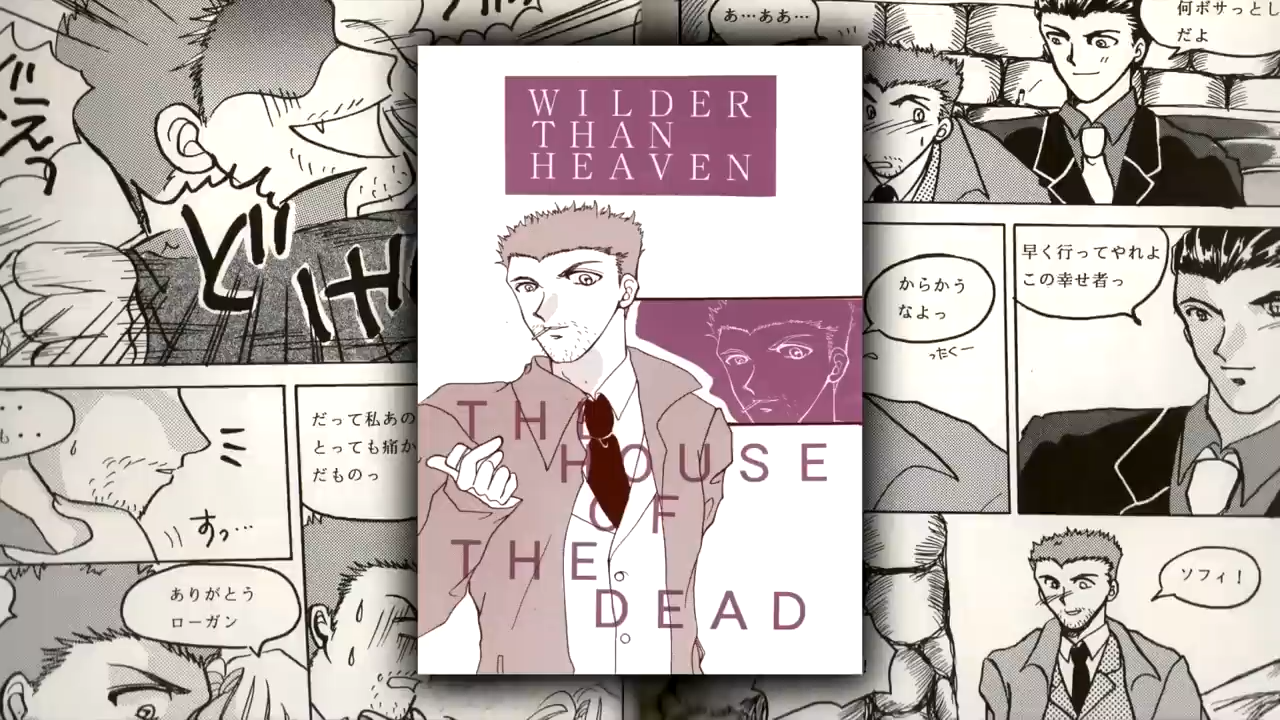 WILDER
THAN
HEAVEN
THE
HOUSE
OF
THE
DEAD
あ…ああ…
何ボサっとし
だよ
からかう
なよっ
ったくー
早く行ってやれよ
この幸せ者っ
ソフィ！
ど
だって私あの
とっても痛か
だものっ
すっ…
ありがとう
ローガン